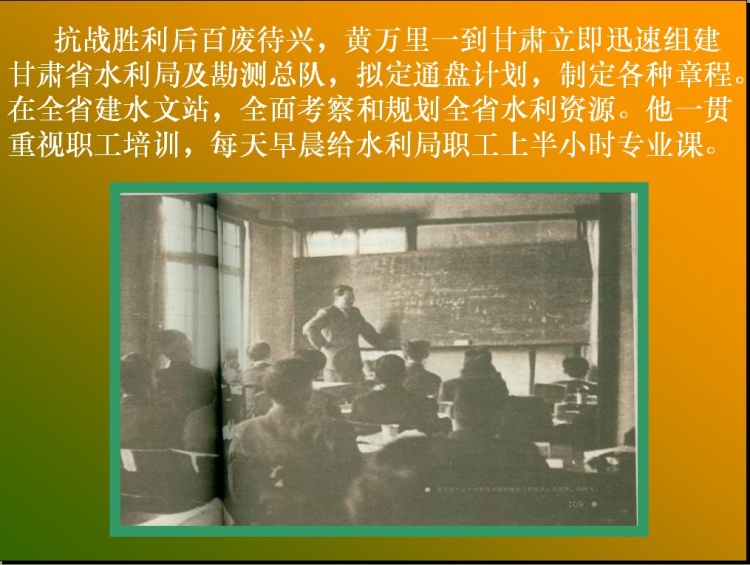 抗战胜利后百废待兴，黄万里一到甘肃立即迅速组建
甘肃省水利局及勘测总队，拟定通盘计划，制定各种章程。
在全省建水文站，全面考察和规划全省水利资源。他一贯
重视职工培训，每天早晨给水利局职工上半小时专业课。
109